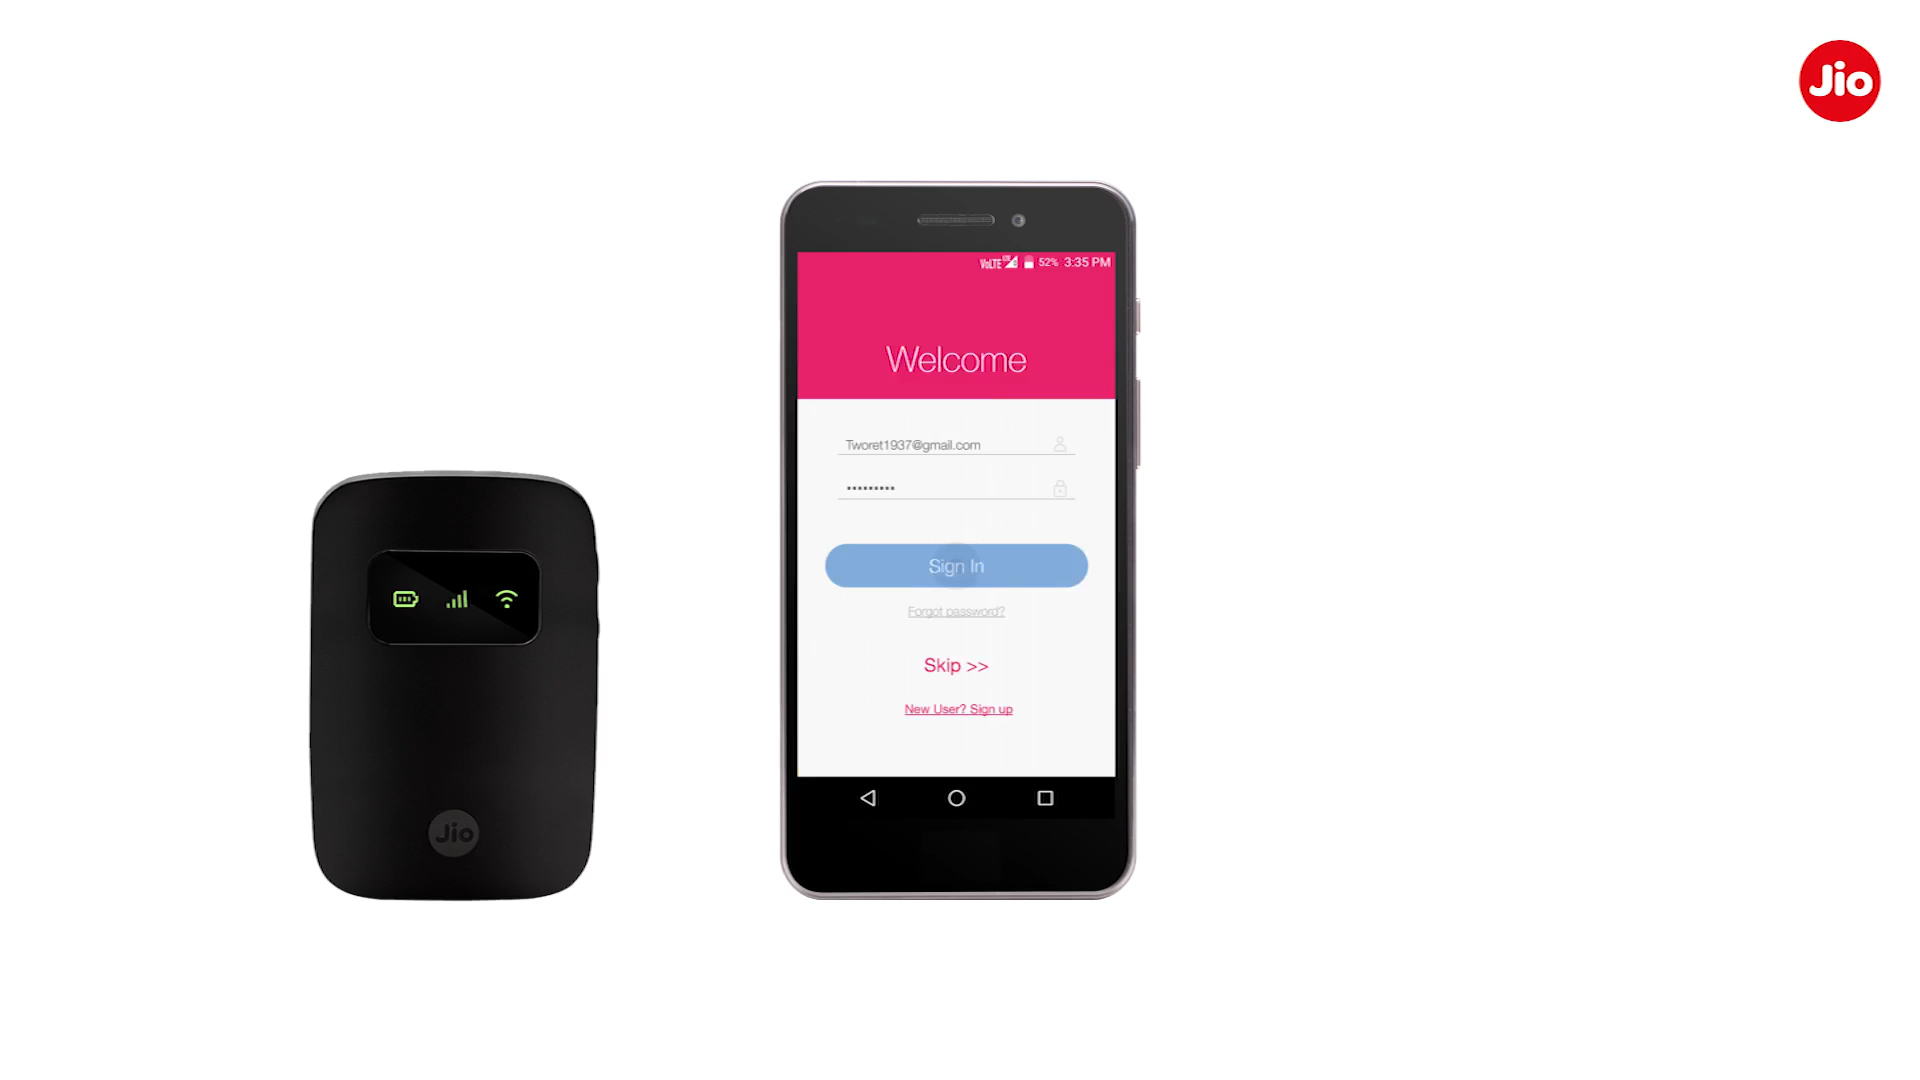 Jio
VoLTE LTE 52% 3:35 PM
Welcome
Tworet1937@gmail.com
•••••••••
Sign In
Forgot password?
Skip >>
New User? Sign up
Jio